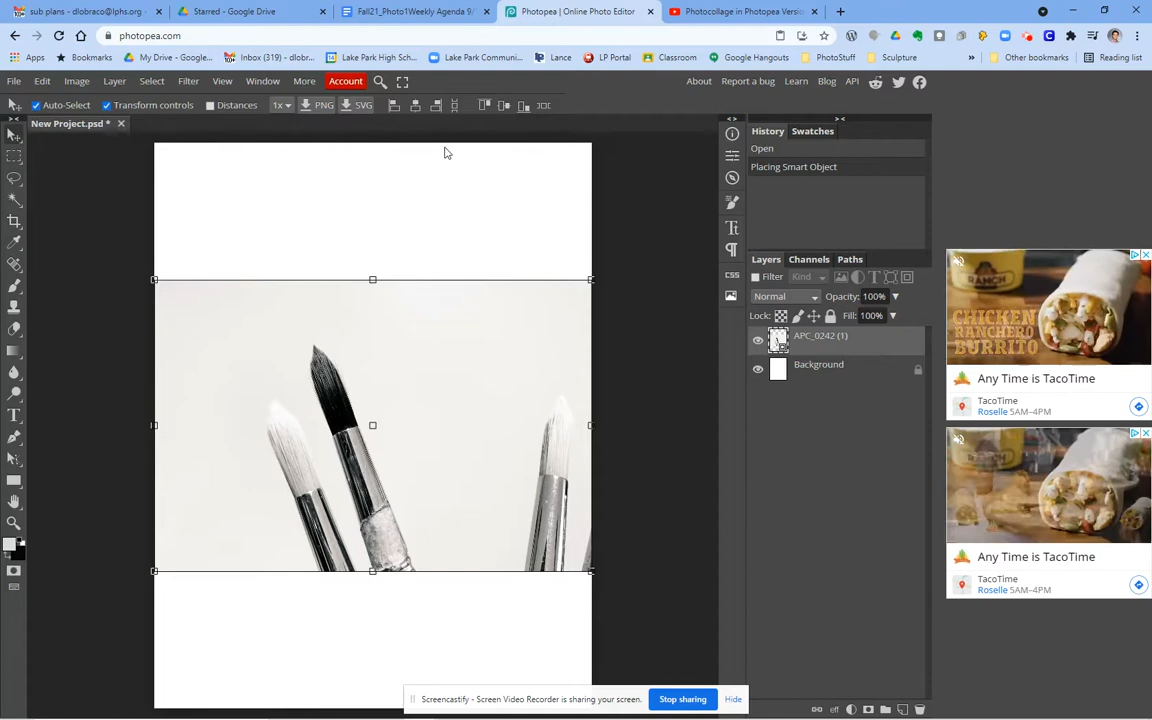 sub plans - dlobraco@lphs.org -
Starred - Google Drive
Fall21_Photo1Weekly Agenda 9/
Photopea | Online Photo Editor
Photocollage in Photopea Versio
photopea.com
Apps
Bookmarks
My Drive - Google...
Inbox (319) - dlobr...
Lake Park High Sch...
Lake Park Communi...
Lance
LP Portal
Classroom
Google Hangouts
PhotoStuff
Sculpture
»
Other bookmarks
Reading list
File Edit Image Layer Select Filter View Window More Account
About Report a bug Learn Blog API
Auto-Select Transform controls Distances 1x PNG SVG
New Project.psd *
History Swatches
Open
Placing Smart Object
Layers Channels Paths
Filter Kind
Normal Opacity: 100%
Lock: Fill: 100%
APC_0242 (1)
Background
CSS
eff
RANCH
CHICKEN
RANCHERO
BURRITO
Any Time is TacoTime
TacoTime
Roselle 5AM–4PM
Any Time is TacoTime
TacoTime
Roselle 5AM–4PM
Screencastify - Screen Video Recorder is sharing your screen. Stop sharing Hide